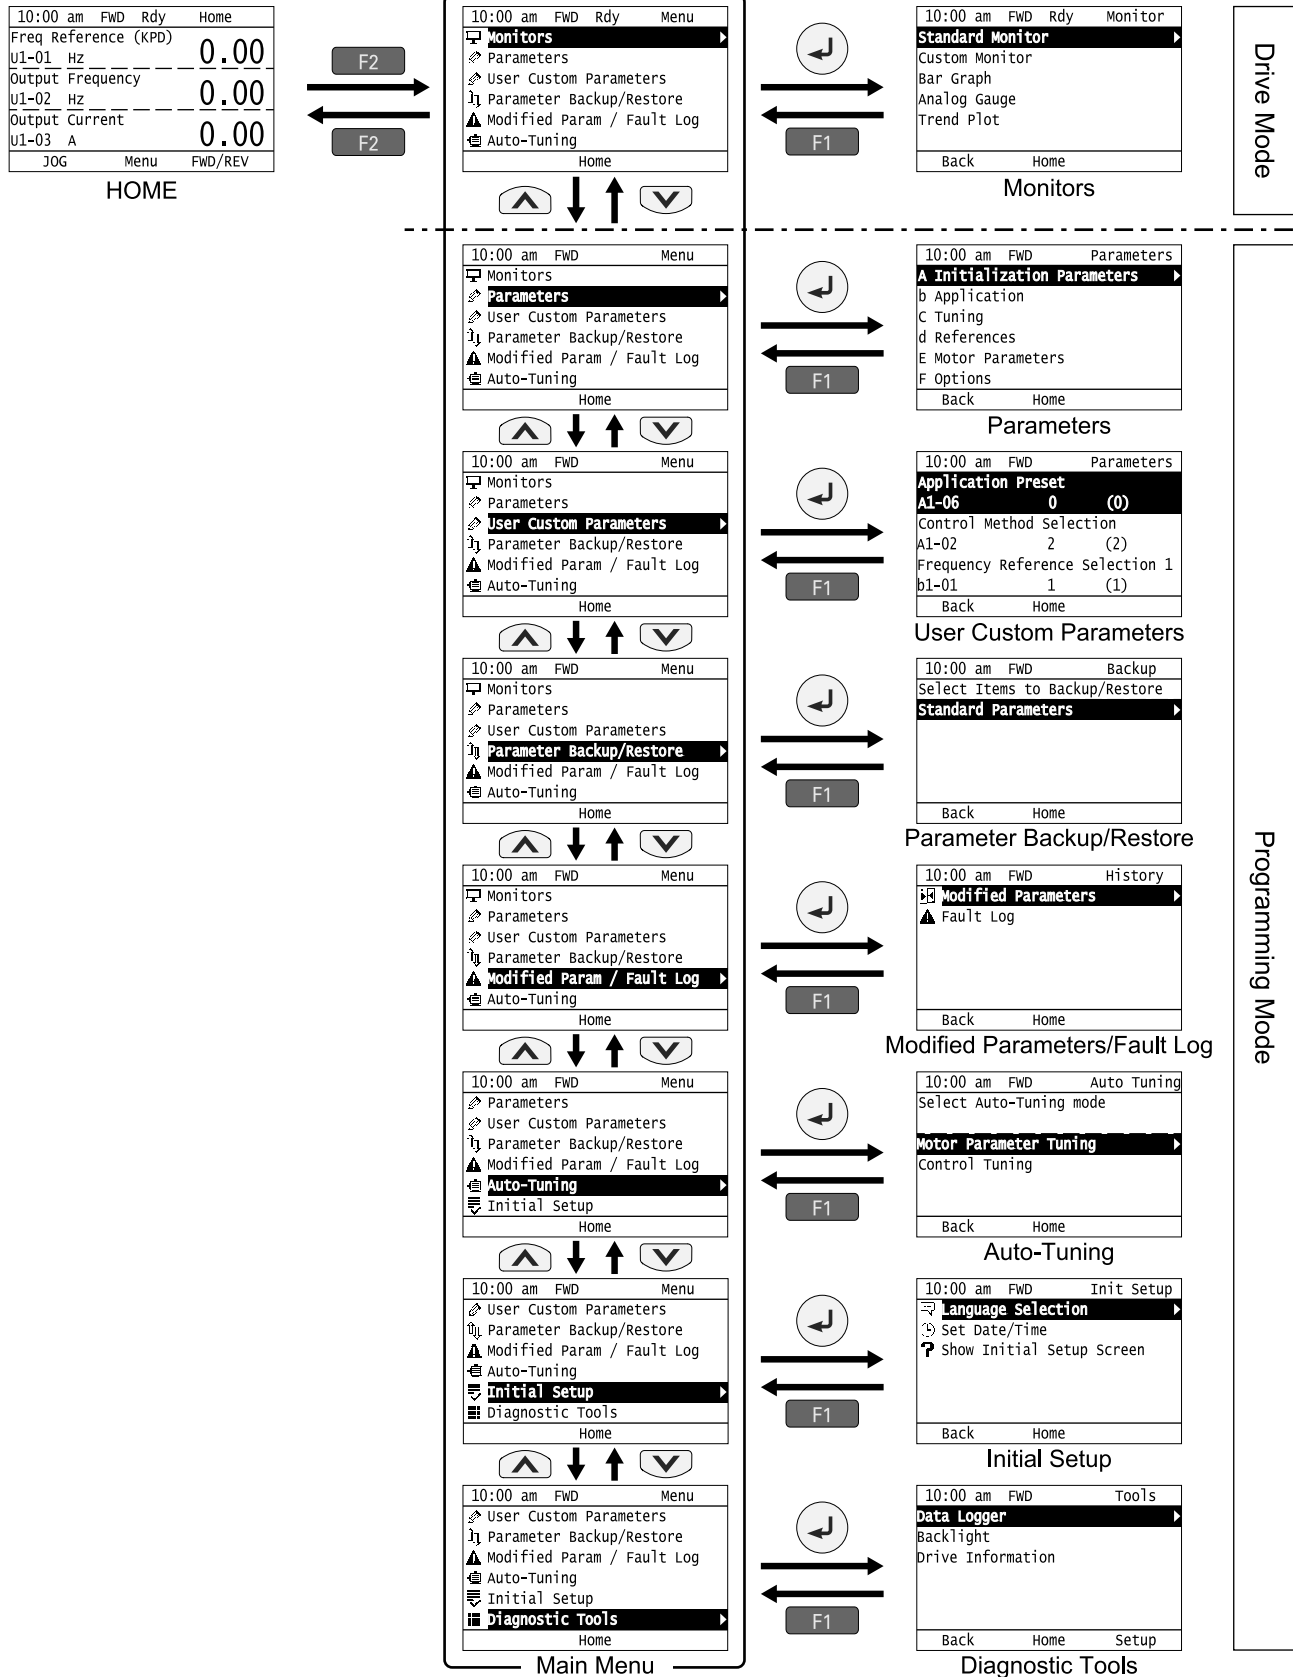 10:00 am FWD Rdy Home
Freq Reference (KPD)
U1-01 Hz 0.00
Output Frequency
U1-02 Hz 0.00
Output Current
U1-03 A 0.00
JOG Menu FWD/REV
HOME
F2
F2
10:00 am FWD Rdy Menu
Monitors
Parameters
User Custom Parameters
Parameter Backup/Restore
Modified Param / Fault Log
Auto-Tuning
Home
F1
10:00 am FWD Rdy Monitor
Standard Monitor
Custom Monitor
Bar Graph
Analog Gauge
Trend Plot
Back Home
Monitors
Drive Mode
10:00 am FWD Menu
Monitors
Parameters
User Custom Parameters
Parameter Backup/Restore
Modified Param / Fault Log
Auto-Tuning
Home
F1
10:00 am FWD Parameters
A Initialization Parameters
b Application
C Tuning
d References
E Motor Parameters
F Options
Back Home
Parameters
10:00 am FWD Menu
Monitors
Parameters
User Custom Parameters
Parameter Backup/Restore
Modified Param / Fault Log
Auto-Tuning
Home
F1
10:00 am FWD Parameters
Application Preset
A1-06 0 (0)
Control Method Selection
A1-02 2 (2)
Frequency Reference Selection 1
b1-01 1 (1)
Back Home
User Custom Parameters
10:00 am FWD Menu
Monitors
Parameters
User Custom Parameters
Parameter Backup/Restore
Modified Param / Fault Log
Auto-Tuning
Home
F1
10:00 am FWD Backup
Select Items to Backup/Restore
Standard Parameters
Back Home
Parameter Backup/Restore
10:00 am FWD Menu
Monitors
Parameters
User Custom Parameters
Parameter Backup/Restore
Modified Param / Fault Log
Auto-Tuning
Home
F1
10:00 am FWD History
Modified Parameters
Fault Log
Back Home
Modified Parameters/Fault Log
Programming Mode
10:00 am FWD Menu
Parameters
User Custom Parameters
Parameter Backup/Restore
Modified Param / Fault Log
Auto-Tuning
Initial Setup
Home
F1
10:00 am FWD Auto Tuning
Select Auto-Tuning mode
Motor Parameter Tuning
Control Tuning
Back Home
Auto-Tuning
10:00 am FWD Menu
User Custom Parameters
Parameter Backup/Restore
Modified Param / Fault Log
Auto-Tuning
Initial Setup
Diagnostic Tools
Home
F1
10:00 am FWD Init Setup
Language Selection
Set Date/Time
Show Initial Setup Screen
Back Home
Initial Setup
10:00 am FWD Menu
User Custom Parameters
Parameter Backup/Restore
Modified Param / Fault Log
Auto-Tuning
Initial Setup
Diagnostic Tools
Home
Main Menu
F1
10:00 am FWD Tools
Data Logger
Backlight
Drive Information
Back Home Setup
Diagnostic Tools